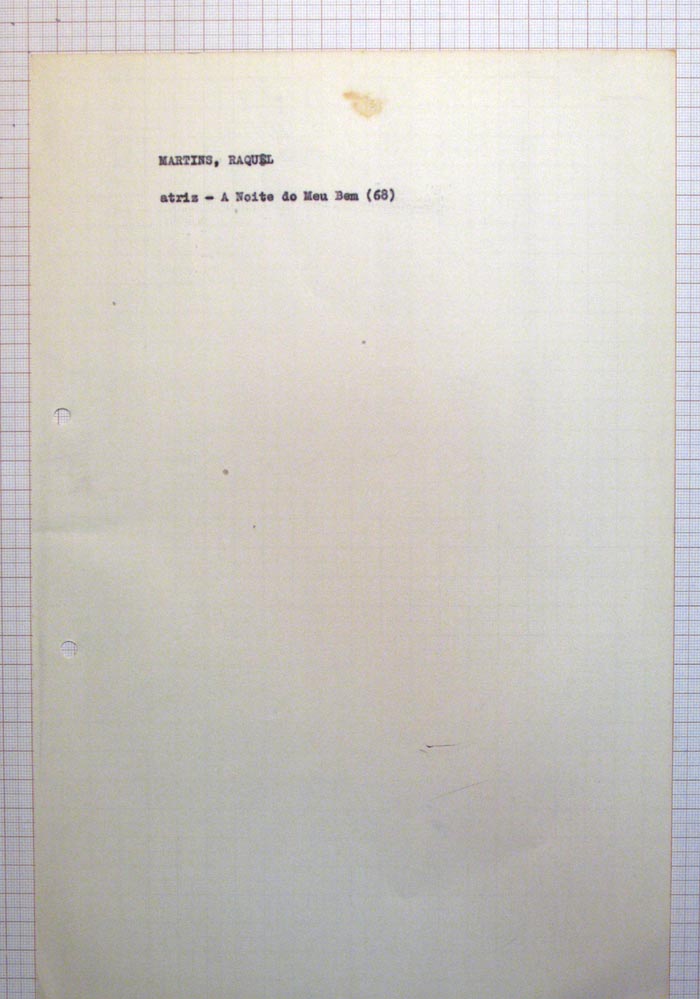 MARTINS, RAQUEL
atriz - A Noite do Meu Bem (68)